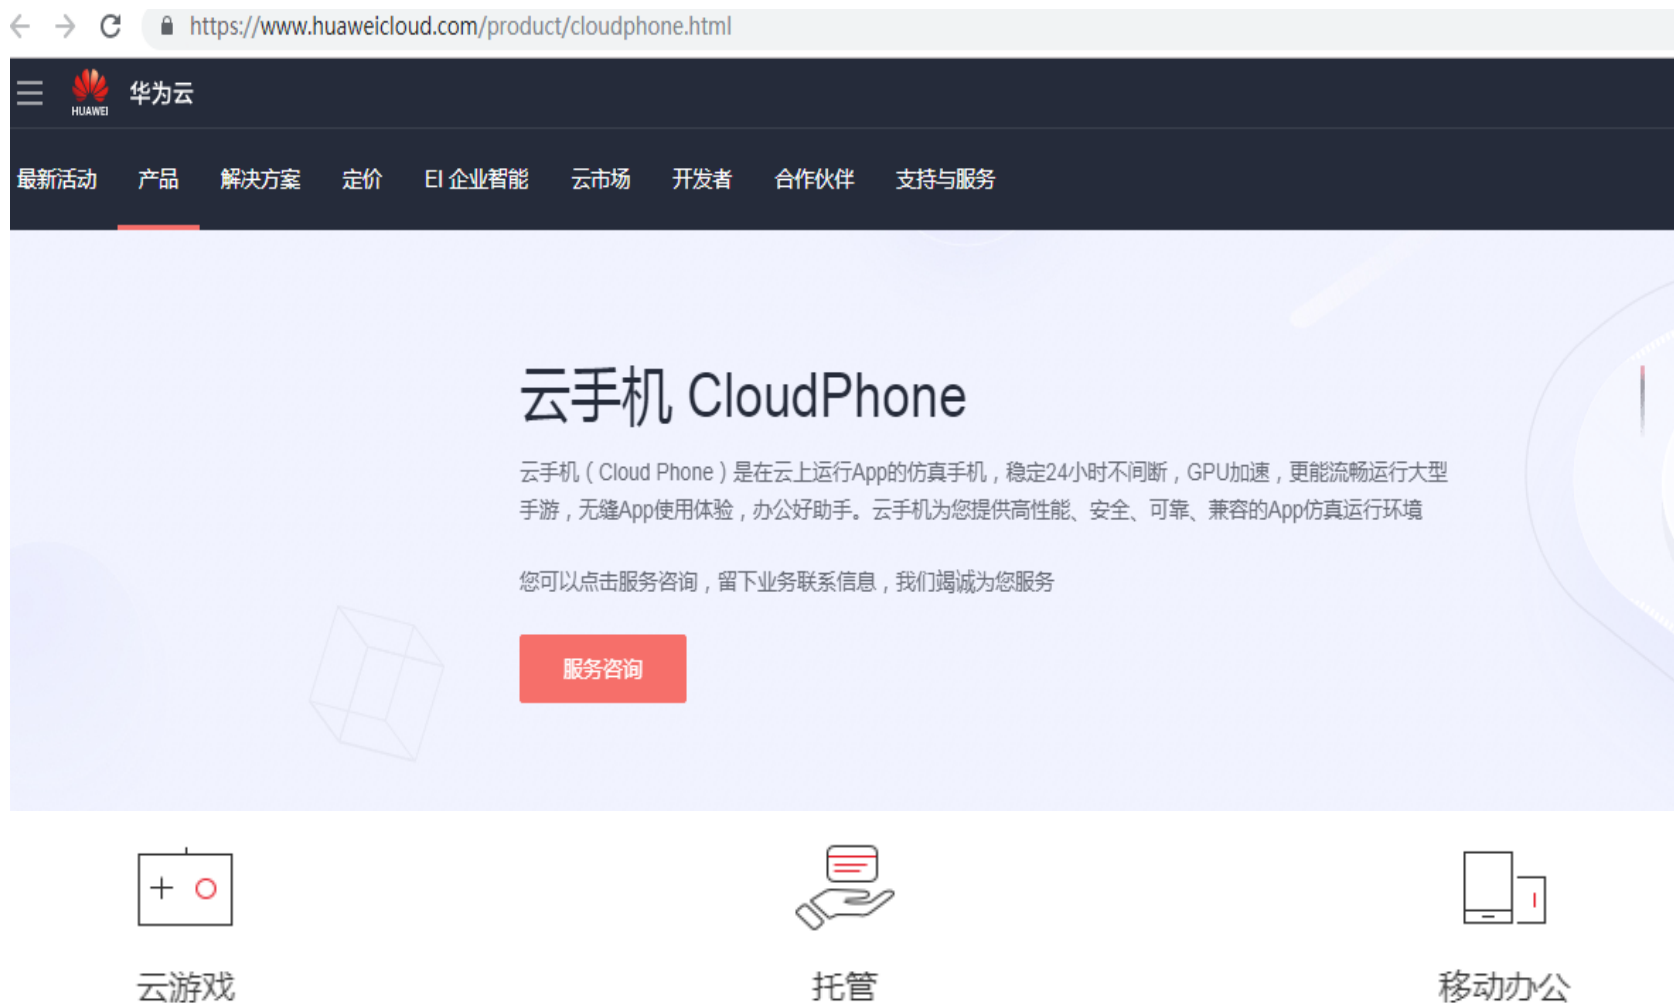 https://www.huaweicloud.com/product/cloudphone.html
HUAWEI 华为云
最新活动 产品 解决方案 定价 EI 企业智能 云市场 开发者 合作伙伴 支持与服务
云手机 CloudPhone
云手机（Cloud Phone）是在云上运行App的仿真手机，稳定24小时不间断，GPU加速，更能流畅运行大型
手游，无缝App使用体验，办公好助手。云手机为您提供高性能、安全、可靠、兼容的App仿真运行环境
您可以点击服务咨询，留下业务联系信息，我们竭诚为您服务
服务咨询
云游戏 托管 移动办公